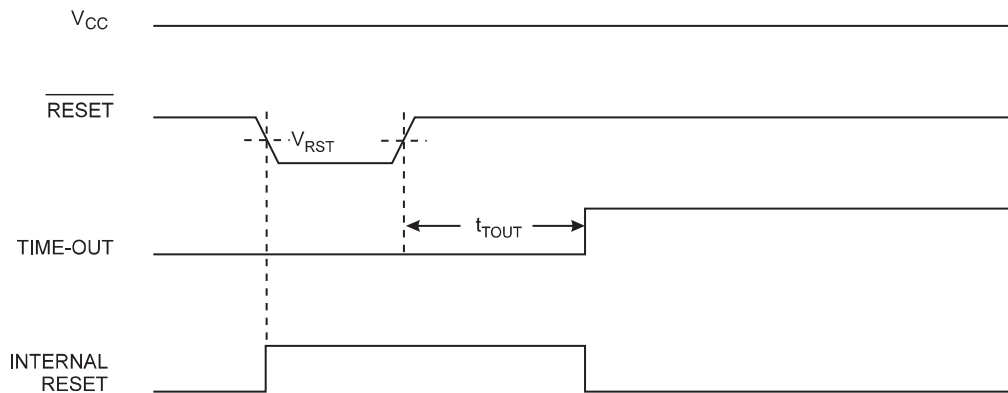 VCC
RESET
VRST
tTOUT
TIME-OUT
INTERNAL
RESET